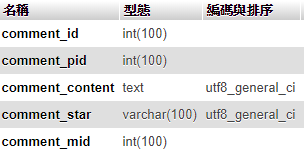 名稱 型態 編碼與排序
comment_id int(100)
comment_pid int(100)
comment_content text utf8_general_ci
comment_star varchar(100) utf8_general_ci
comment_mid int(100)